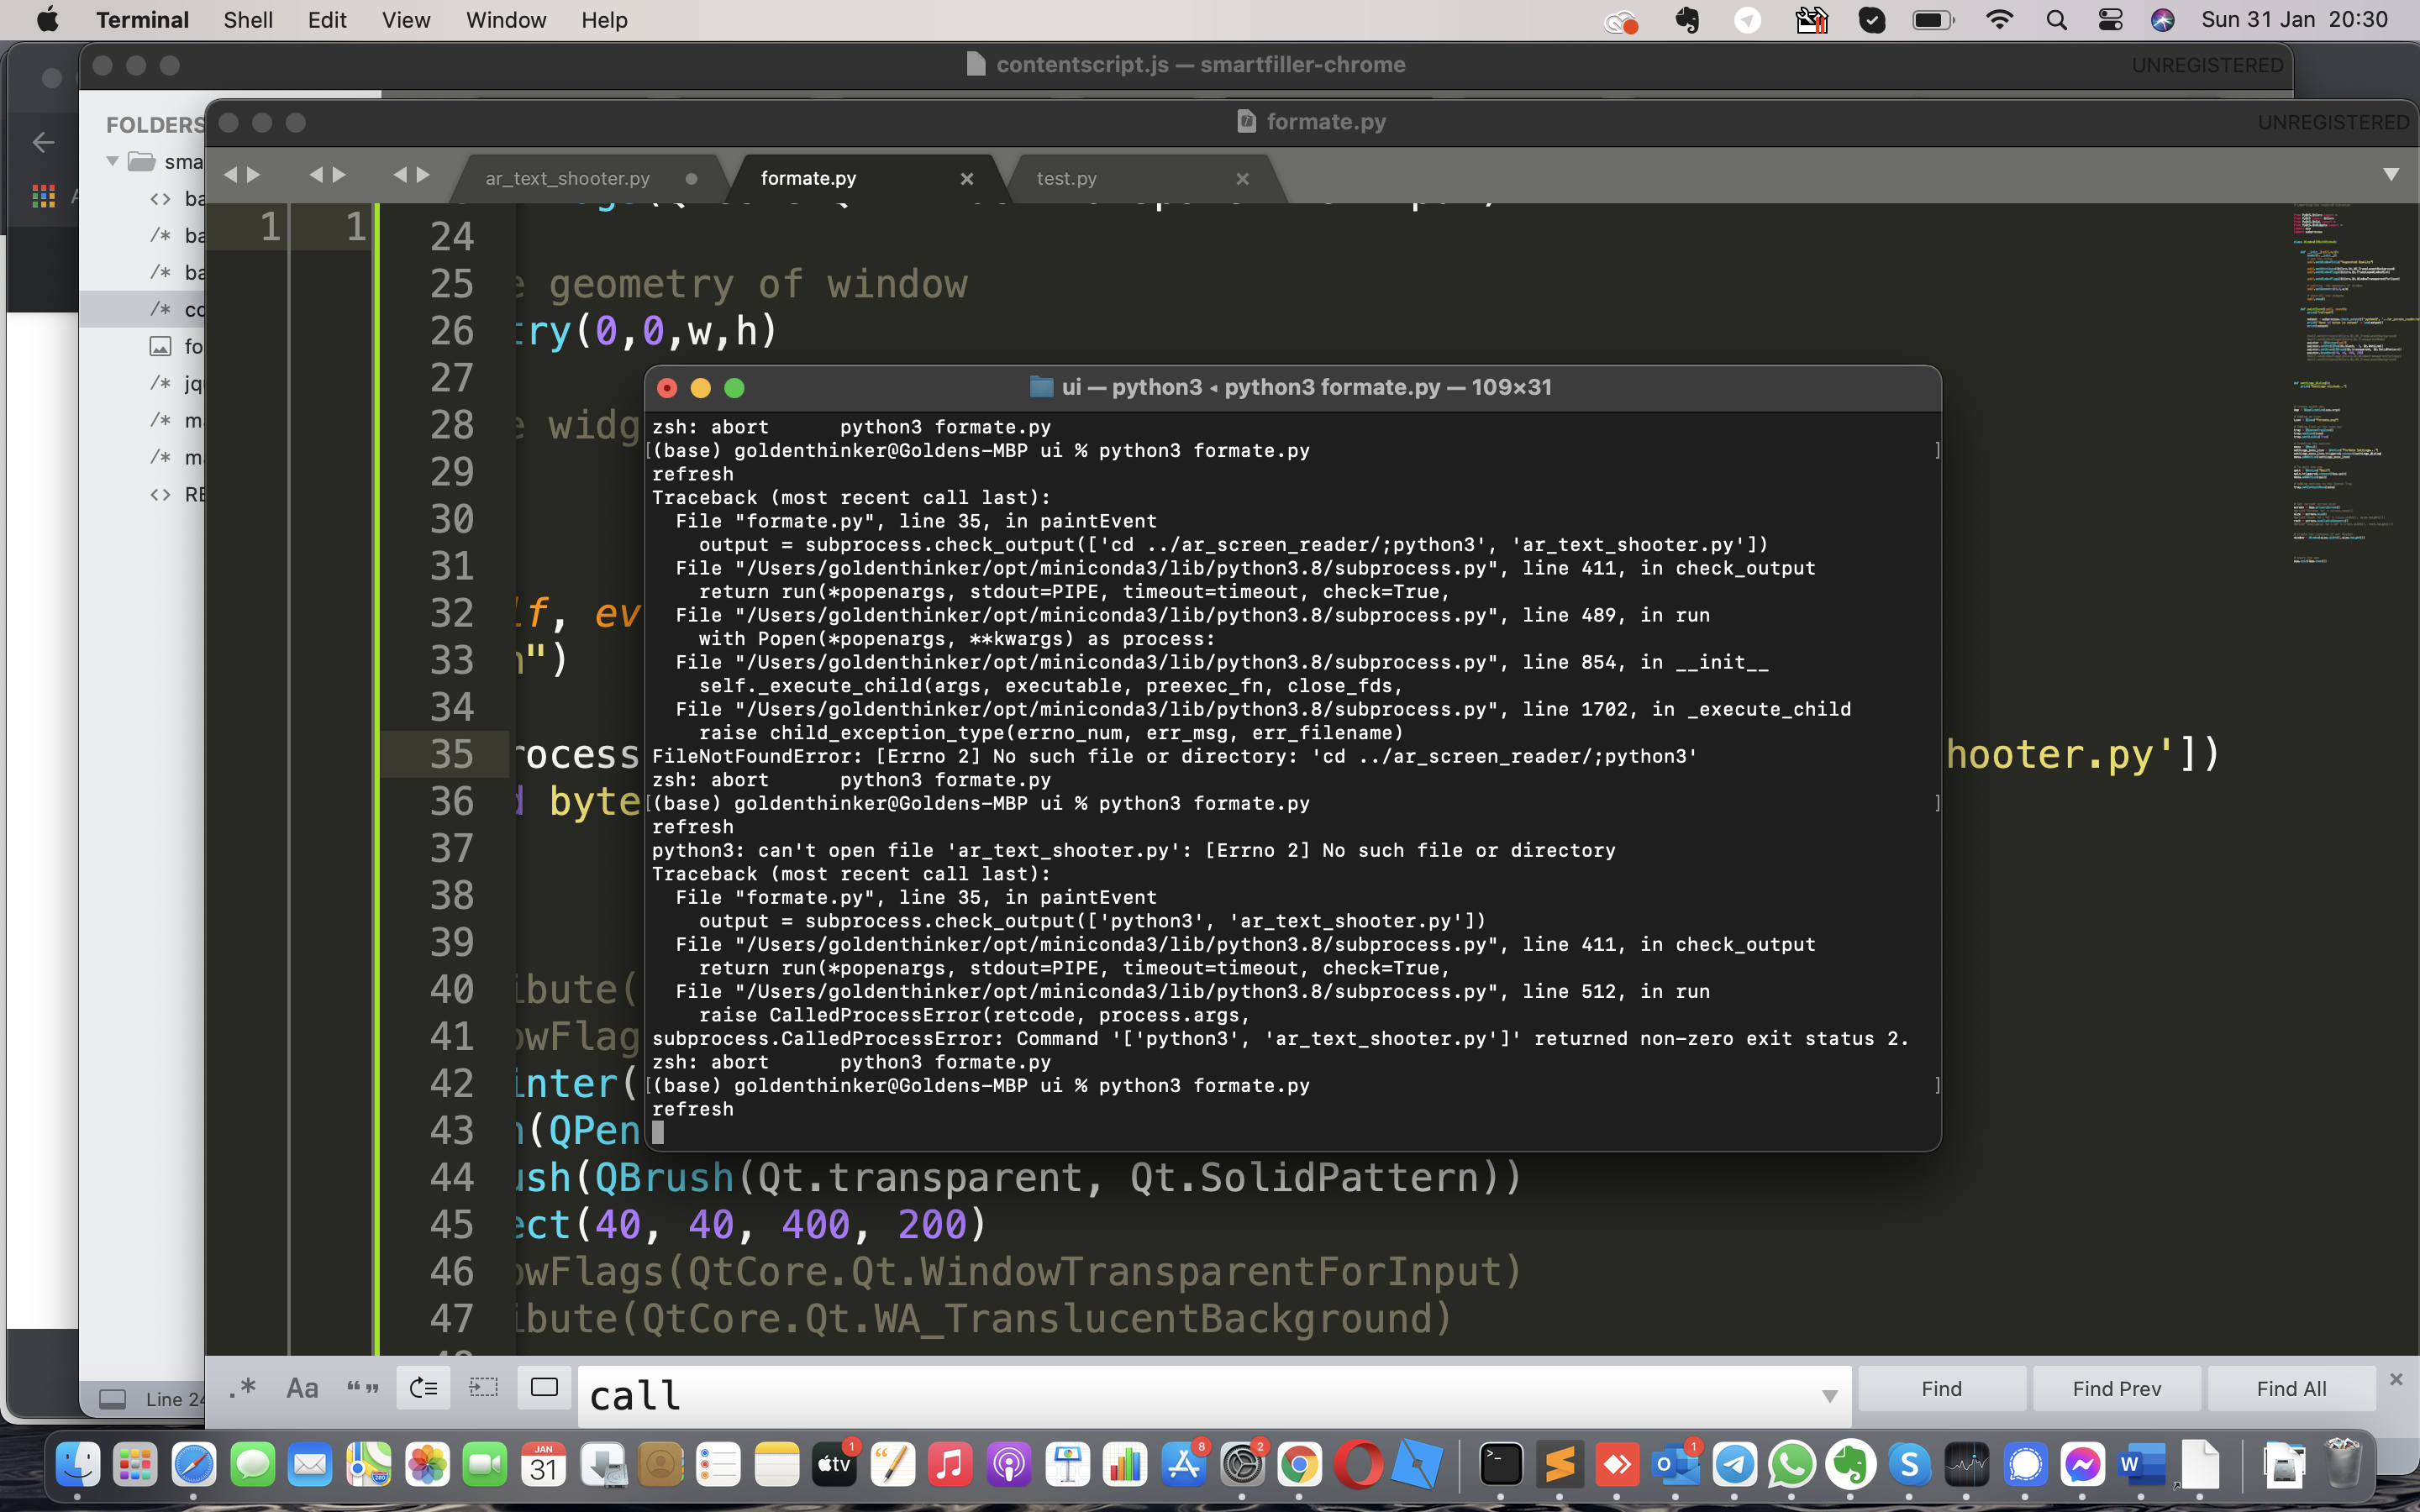 Terminal Shell Edit View Window Help Sun 31 Jan 20:30
contentscript.js — smartfiller-chrome UNREGISTERED
FOLDERS
formate.py UNREGISTERED
sma
ar_text_shooter.py formate.py test.py
<> ba
/* ba
/* ba
/* co
fo
/* jq
/* m
/* m
<> RE
1 1
24
25 e geometry of window
26 try(0,0,w,h)
27
28 e widg
29
30
31
32 lf, ev
33 n")
34
35 rocess hooter.py'])
36 d byte
37
38
39
40 ibute(
41 owFlag
42 inter(
43 n(QPen
44 ush(QBrush(Qt.transparent, Qt.SolidPattern))
45 ect(40, 40, 400, 200)
46 owFlags(QtCore.Qt.WindowTransparentForInput)
47 ibute(QtCore.Qt.WA_TranslucentBackground)
ui — python3 ◂ python3 formate.py — 109×31
zsh: abort      python3 formate.py
[(base) goldenthinker@Goldens-MBP ui % python3 formate.py ]
refresh
Traceback (most recent call last):
  File "formate.py", line 35, in paintEvent
    output = subprocess.check_output(['cd ../ar_screen_reader/;python3', 'ar_text_shooter.py'])
  File "/Users/goldenthinker/opt/miniconda3/lib/python3.8/subprocess.py", line 411, in check_output
    return run(*popenargs, stdout=PIPE, timeout=timeout, check=True,
  File "/Users/goldenthinker/opt/miniconda3/lib/python3.8/subprocess.py", line 489, in run
    with Popen(*popenargs, **kwargs) as process:
  File "/Users/goldenthinker/opt/miniconda3/lib/python3.8/subprocess.py", line 854, in __init__
    self._execute_child(args, executable, preexec_fn, close_fds,
  File "/Users/goldenthinker/opt/miniconda3/lib/python3.8/subprocess.py", line 1702, in _execute_child
    raise child_exception_type(errno_num, err_msg, err_filename)
FileNotFoundError: [Errno 2] No such file or directory: 'cd ../ar_screen_reader/;python3'
zsh: abort      python3 formate.py
[(base) goldenthinker@Goldens-MBP ui % python3 formate.py ]
refresh
python3: can't open file 'ar_text_shooter.py': [Errno 2] No such file or directory
Traceback (most recent call last):
  File "formate.py", line 35, in paintEvent
    output = subprocess.check_output(['python3', 'ar_text_shooter.py'])
  File "/Users/goldenthinker/opt/miniconda3/lib/python3.8/subprocess.py", line 411, in check_output
    return run(*popenargs, stdout=PIPE, timeout=timeout, check=True,
  File "/Users/goldenthinker/opt/miniconda3/lib/python3.8/subprocess.py", line 512, in run
    raise CalledProcessError(retcode, process.args,
subprocess.CalledProcessError: Command '['python3', 'ar_text_shooter.py']' returned non-zero exit status 2.
zsh: abort      python3 formate.py
[(base) goldenthinker@Goldens-MBP ui % python3 formate.py ]
refresh
Line 24
.* Aa “” call Find Find Prev Find All
1 JAN 31 tv 8 2 1